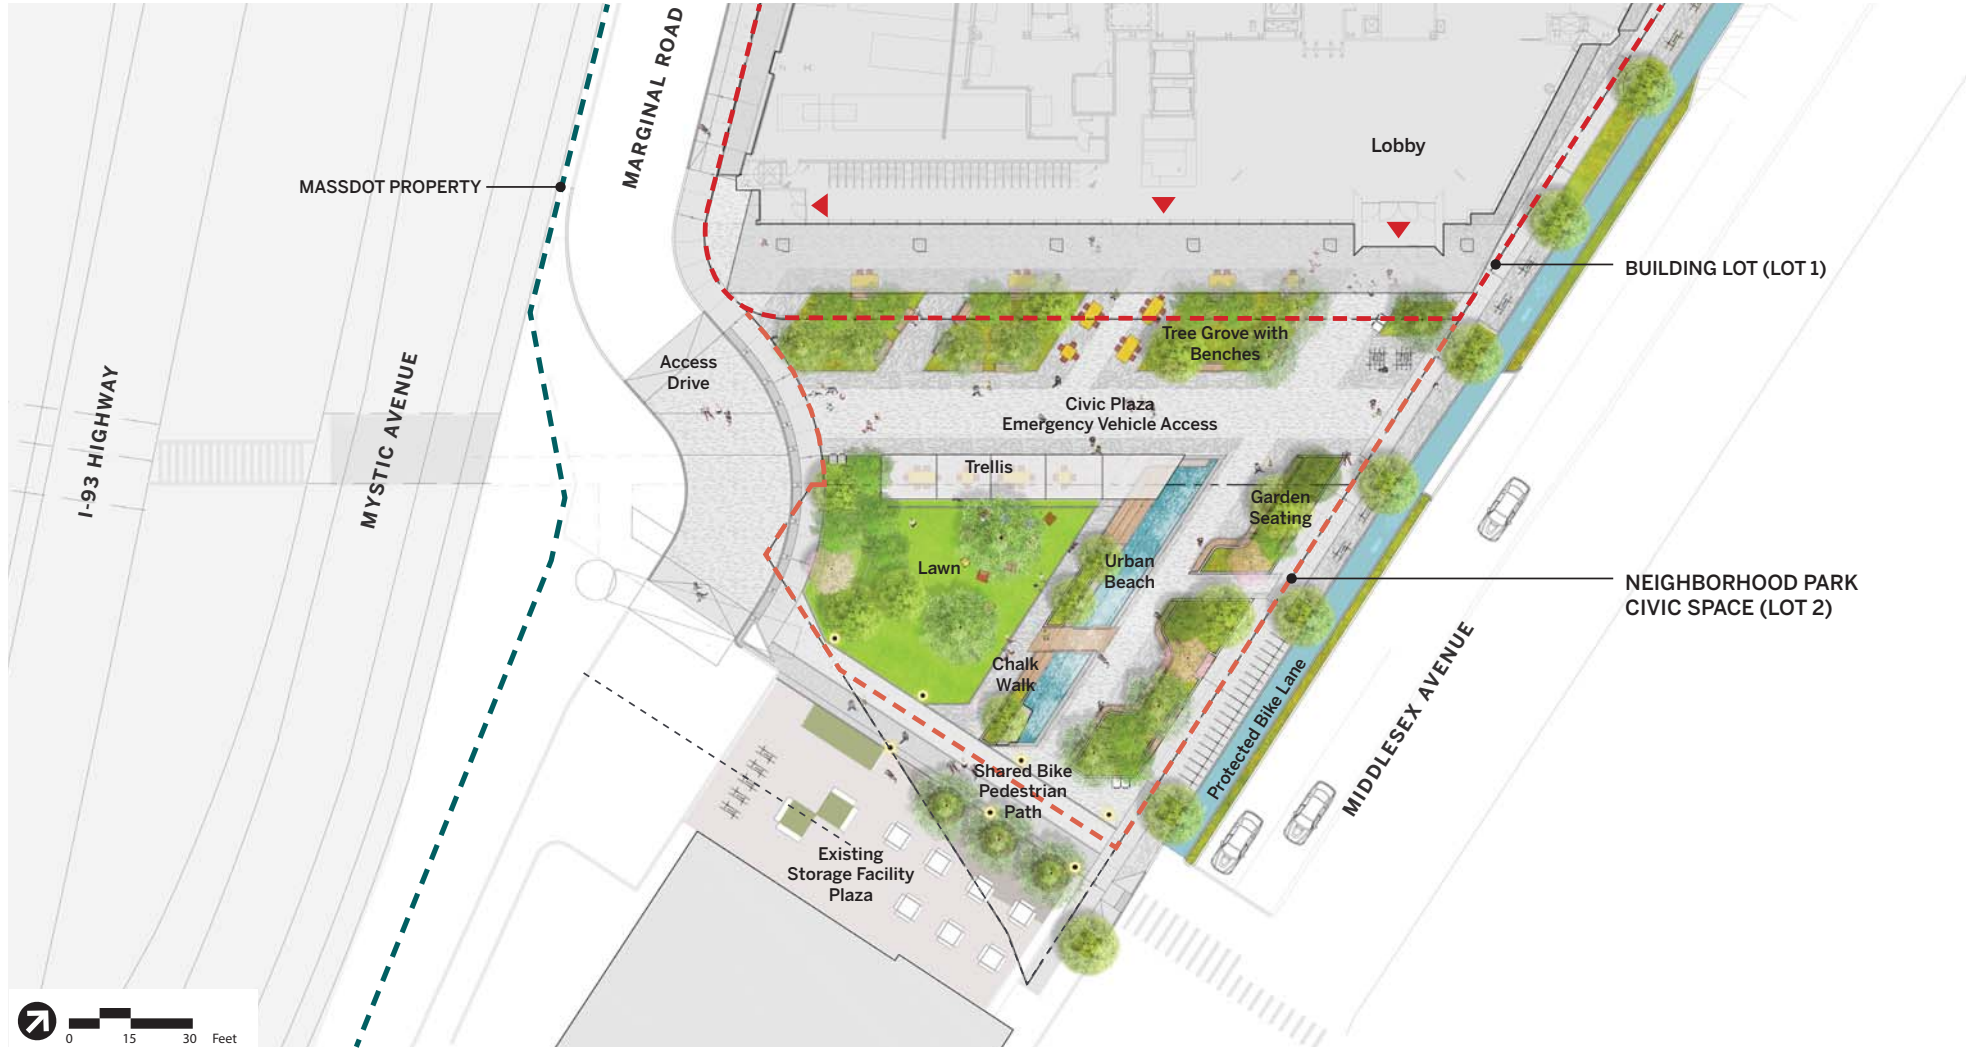 MARGINAL ROAD
MASSDOT PROPERTY
Lobby
BUILDING LOT (LOT 1)
Tree Grove with
Benches
Access
Drive
I-93 HIGHWAY
MYSTIC AVENUE
Civic Plaza
Emergency Vehicle Access
Trellis
Garden
Seating
Lawn
Urban
Beach
NEIGHBORHOOD PARK
CIVIC SPACE (LOT 2)
Chalk
Walk
Protected Bike Lane
MIDDLESEX AVENUE
Shared Bike
Pedestrian
Path
Existing
Storage Facility
Plaza
0 15 30 Feet